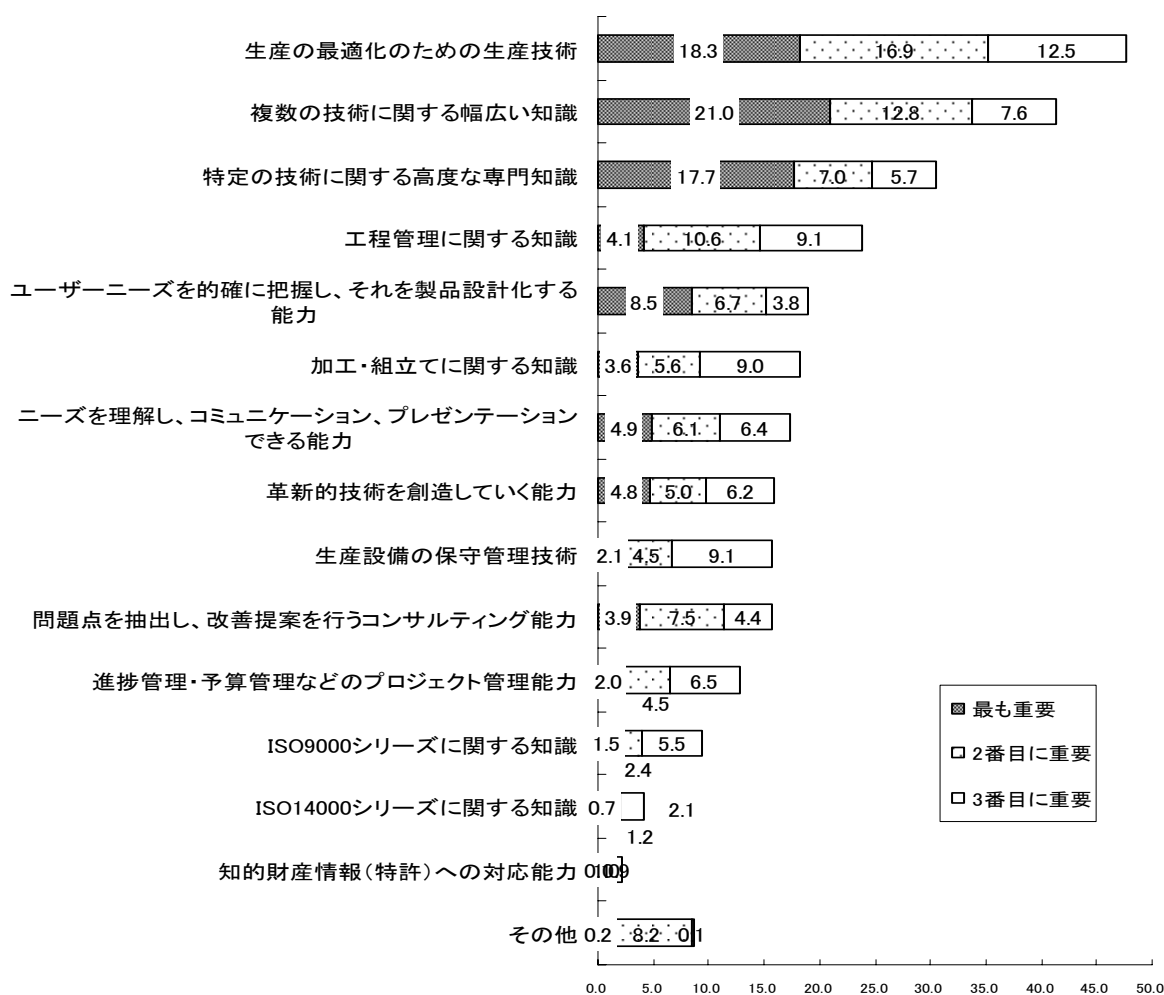 生産の最適化のための生産技術 18.3 16.9 12.5
複数の技術に関する幅広い知識 21.0 12.8 7.6
特定の技術に関する高度な専門知識 17.7 7.0 5.7
工程管理に関する知識 4.1 10.6 9.1
ユーザーニーズを的確に把握し、それを製品設計化する
能力 8.5 6.7 3.8
加工・組立てに関する知識 3.6 5.6 9.0
ニーズを理解し、コミュニケーション、プレゼンテーション
できる能力 4.9 6.1 6.4
革新的技術を創造していく能力 4.8 5.0 6.2
生産設備の保守管理技術 2.1 4.5 9.1
問題点を抽出し、改善提案を行うコンサルティング能力 3.9 7.5 4.4
進捗管理・予算管理などのプロジェクト管理能力 2.0 6.5
4.5
ISO9000シリーズに関する知識 1.5 5.5
2.4
ISO14000シリーズに関する知識 0.7 2.1
1.2
知的財産情報（特許）への対応能力
その他 0.2 8.2 0.1
最も重要
2番目に重要
3番目に重要
0.0 5.0 10.0 15.0 20.0 25.0 30.0 35.0 40.0 45.0 50.0